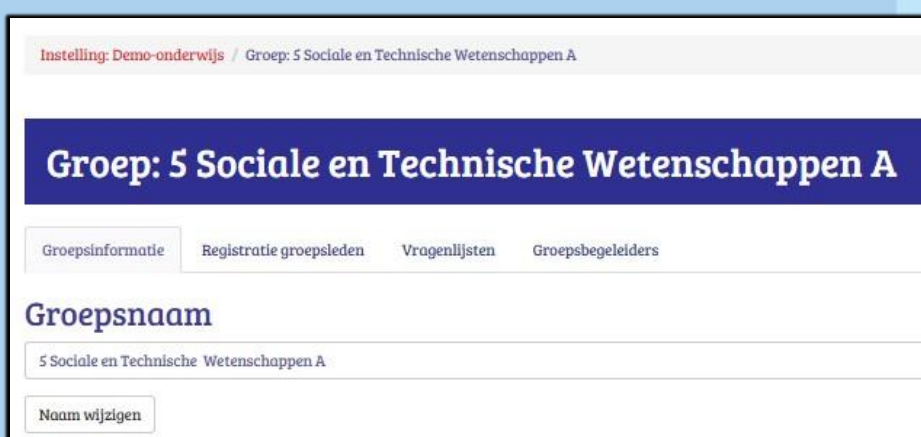 Instelling: Demo-onderwijs / Groep: 5 Sociale en Technische Wetenschappen A
Groep: 5 Sociale en Technische Wetenschappen A
Groepsinformatie Registratie groepsleden Vragenlijsten Groepsbegeleiders
Groepsnaam
5 Sociale en Technische Wetenschappen A
Naam wijzigen